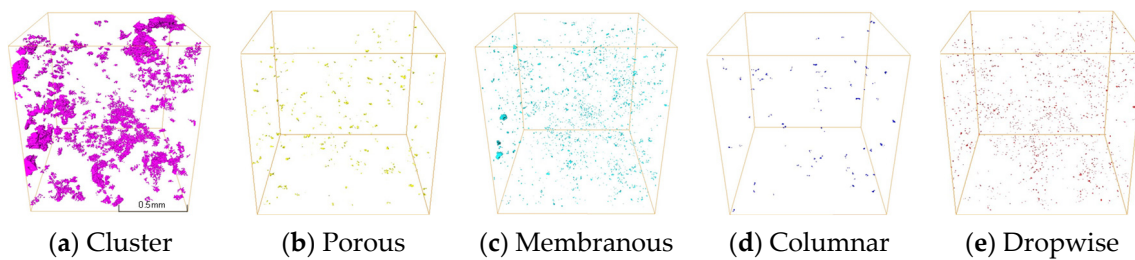 0.5mm
(a) Cluster
(b) Porous
(c) Membranous
(d) Columnar
(e) Dropwise